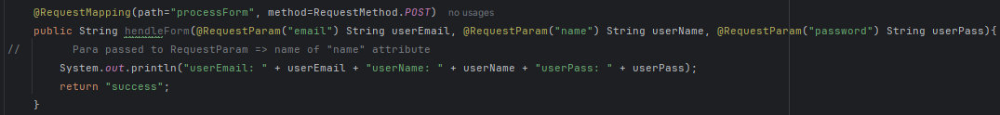 @RequestMapping(path="processForm", method=RequestMethod.POST) no usages
public String hendleForm(@RequestParam("email") String userEmail, @RequestParam("name") String userName, @RequestParam("password") String userPass){
// Para passed to RequestParam => name of "name" attribute
System.out.println("userEmail: " + userEmail + "userName: " + userName + "userPass: " + userPass);
return "success";
}